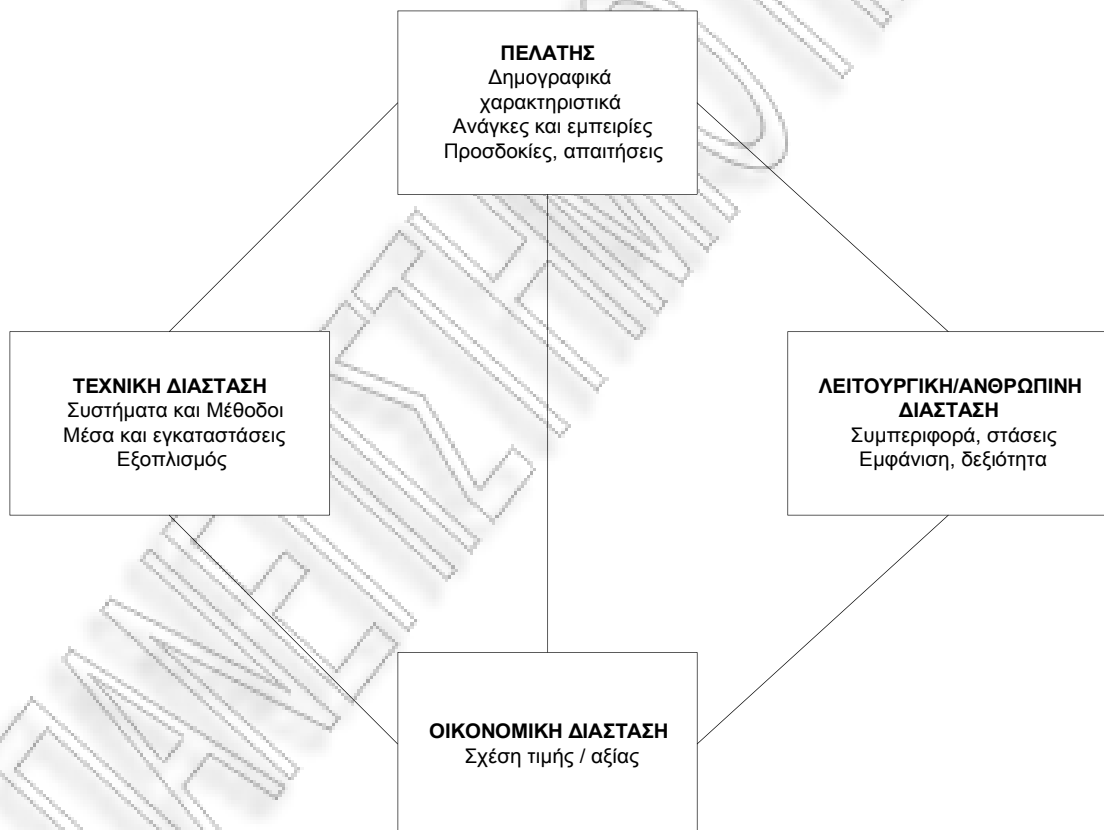 ΠΕΛΑΤΗΣ
Δημογραφικά
χαρακτηριστικά
Ανάγκες και εμπειρίες
Προσδοκίες, απαιτήσεις
ΤΕΧΝΙΚΗ ΔΙΑΣΤΑΣΗ
Συστήματα και Μέθοδοι
Μέσα και εγκαταστάσεις
Εξοπλισμός
ΛΕΙΤΟΥΡΓΙΚΗ/ΑΝΘΡΩΠΙΝΗ
ΔΙΑΣΤΑΣΗ
Συμπεριφορά, στάσεις
Εμφάνιση, δεξιότητα
ΟΙΚΟΝΟΜΙΚΗ ΔΙΑΣΤΑΣΗ
Σχέση τιμής / αξίας